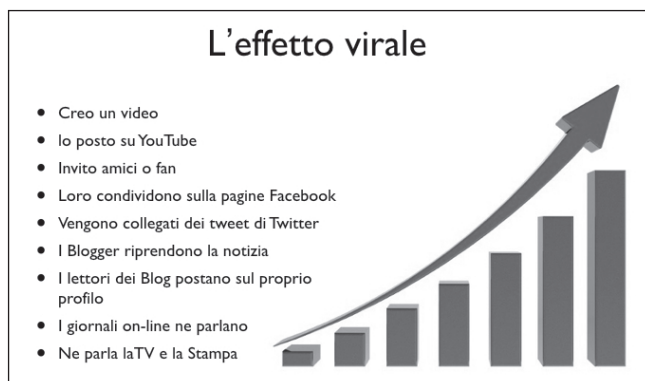 L'effetto virale
• Creo un video
• lo posto su YouTube
• Invito amici o fan
• Loro condividono sulla pagine Facebook
• Vengono collegati dei tweet di Twitter
• I Blogger riprendono la notizia
• I lettori dei Blog postano sul proprio
profilo
• I giornali on-line ne parlano
• Ne parla laTV e la Stampa